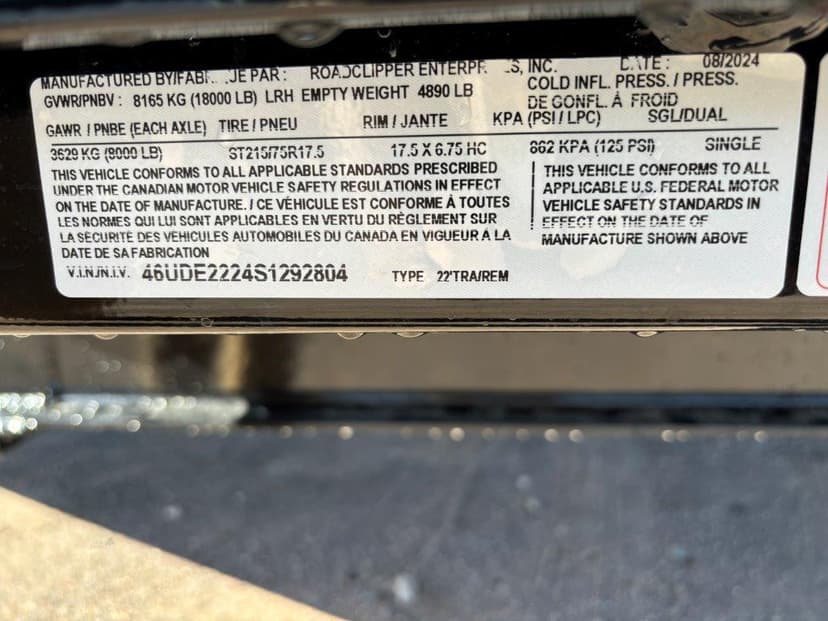 MANUFACTURED BY/FABI JE PAR : ROADCLIPPER ENTERPR S, INC. DATE : 08/2024
GVWR/PNBV : 8165 KG (18000 LB) LRH EMPTY WEIGHT 4890 LB COLD INFL. PRESS. / PRESS.
DE GONFL. À FROID
GAWR / PNBE (EACH AXLE) TIRE / PNEU RIM / JANTE KPA (PSI / LPC) SGL/DUAL
3629 KG (8000 LB) ST215/75R17.5 17.5 X 6.75 HC 862 KPA (125 PSI) SINGLE
THIS VEHICLE CONFORMS TO ALL APPLICABLE STANDARDS PRESCRIBED
UNDER THE CANADIAN MOTOR VEHICLE SAFETY REGULATIONS IN EFFECT
ON THE DATE OF MANUFACTURE. / CE VÉHICULE EST CONFORME À TOUTES
LES NORMES QUI LUI SONT APPLICABLES EN VERTU DU RÈGLEMENT SUR
LA SÉCURITÉ DES VÉHICULES AUTOMOBILES DU CANADA EN VIGUEUR À LA
DATE DE SA FABRICATION
THIS VEHICLE CONFORMS TO ALL
APPLICABLE U.S. FEDERAL MOTOR
VEHICLE SAFETY STANDARDS IN
EFFECT ON THE DATE OF
MANUFACTURE SHOWN ABOVE
V.I.N./N.I.V. 46UDE2224S1292804 TYPE 22'TRA/REM